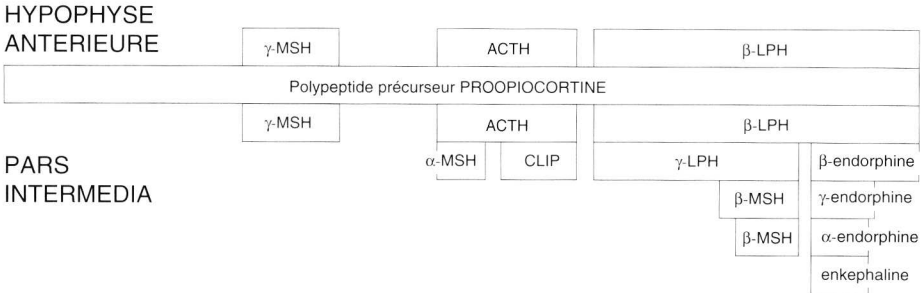 HYPOPHYSE
ANTERIEURE
γ-MSH
ACTH
β-LPH
Polypeptide précurseur PROOPIOCORTINE
γ-MSH
ACTH
β-LPH
PARS
INTERMEDIA
α-MSH
CLIP
γ-LPH
β-endorphine
β-MSH
γ-endorphine
β-MSH
α-endorphine
enkephaline